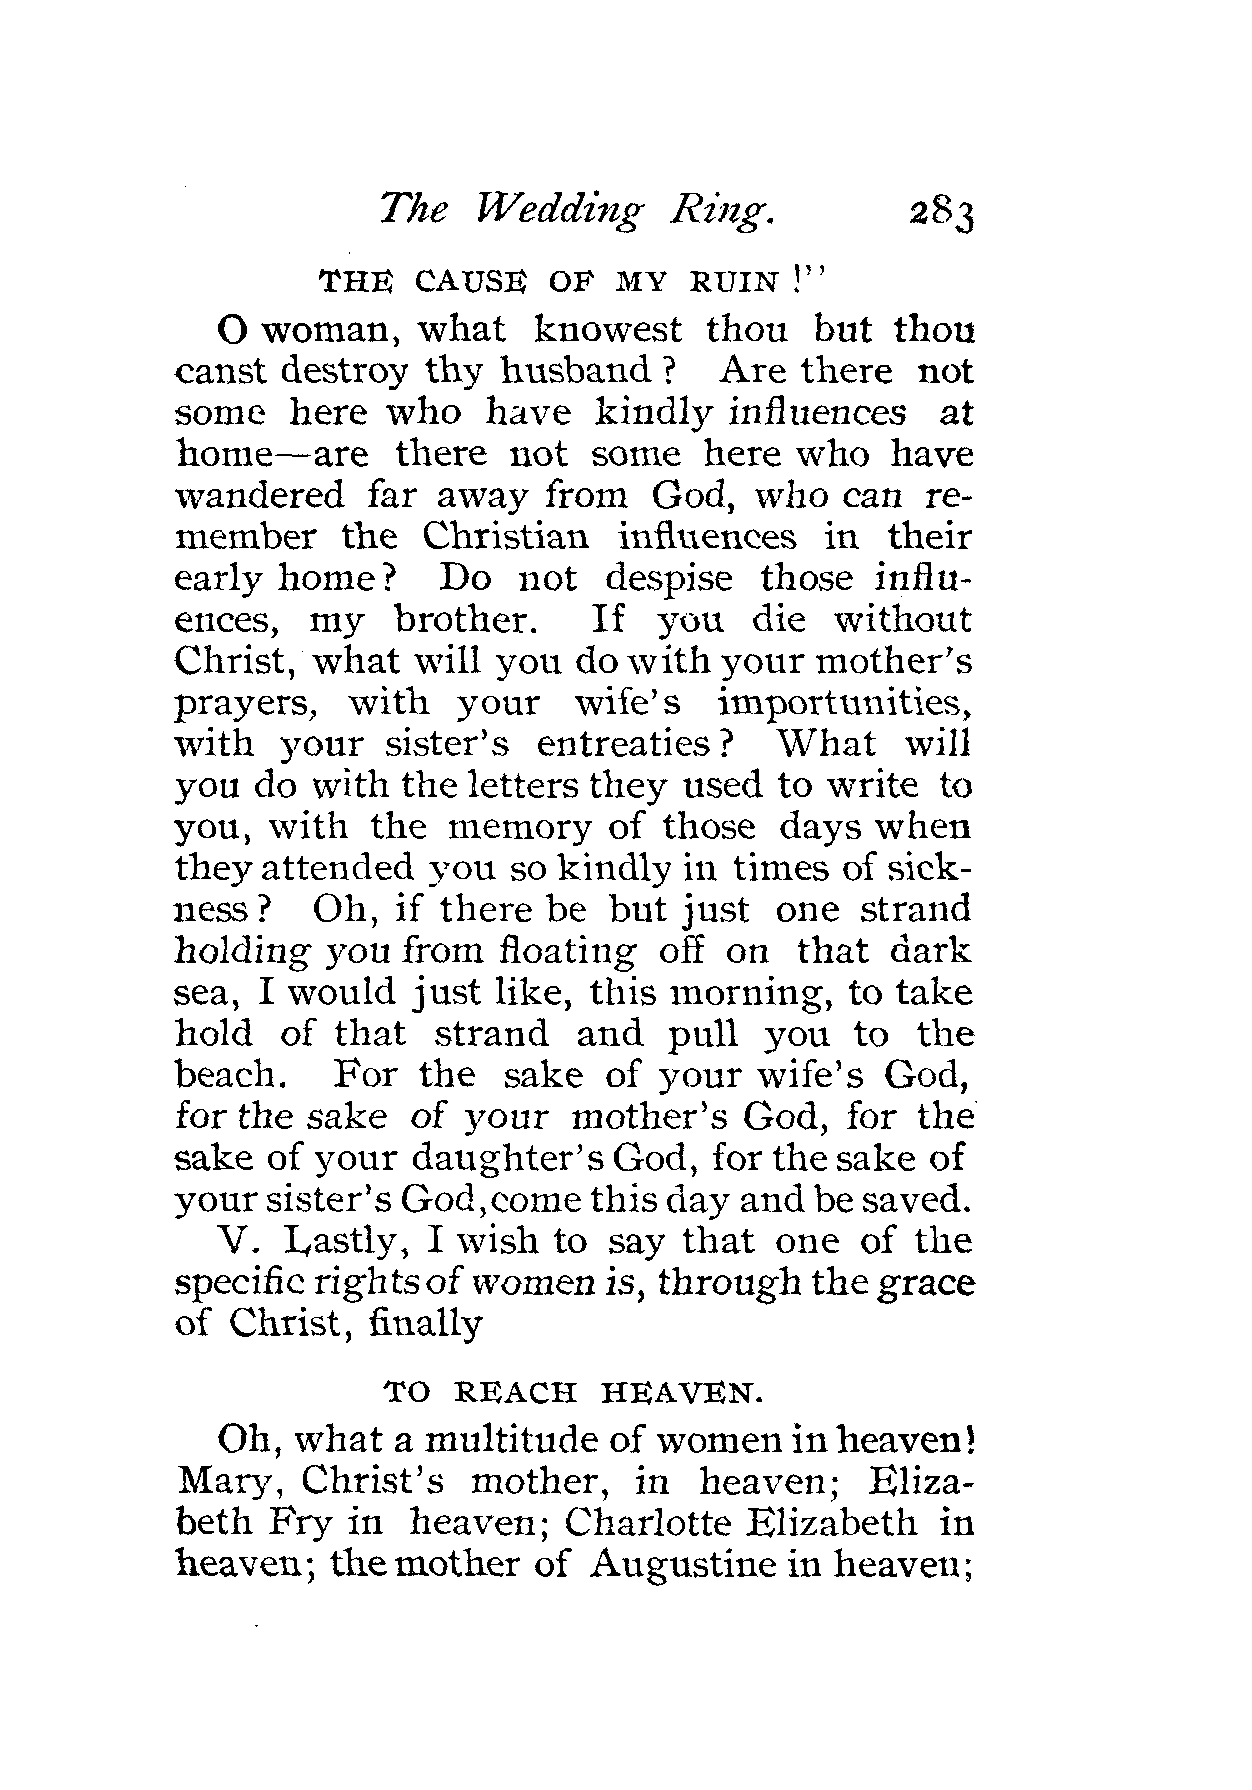 The Wedding Ring. 283
THE CAUSE OF MY RUIN !''
O woman, what knowest thou but thou
canst destroy thy husband ? Are there not
some here who have kindly influences at
home—are there not some here who have
wandered far away from God, who can re-
member the Christian influences in their
early home ? Do not despise those influ-
ences, my brother. If you die without
Christ, what will you do with your mother's
prayers, with your wife's importunities,
with your sister's entreaties ? What will
you do with the letters they used to write to
you, with the memory of those days when
they attended you so kindly in times of sick-
ness ? Oh, if there be but just one strand
holding you from floating off on that dark
sea, I would just like, this morning, to take
hold of that strand and pull you to the
beach. For the sake of your wife's God,
for the sake of your mother's God, for the
sake of your daughter's God, for the sake of
your sister's God,come this day and be saved.
V. Lastly, I wish to say that one of the
specific rights of women is, through the grace
of Christ, finally
TO REACH HEAVEN.
Oh, what a multitude of women in heaven!
Mary, Christ's mother, in heaven; Eliza-
beth Fry in heaven; Charlotte Elizabeth in
heaven; the mother of Augustine in heaven;